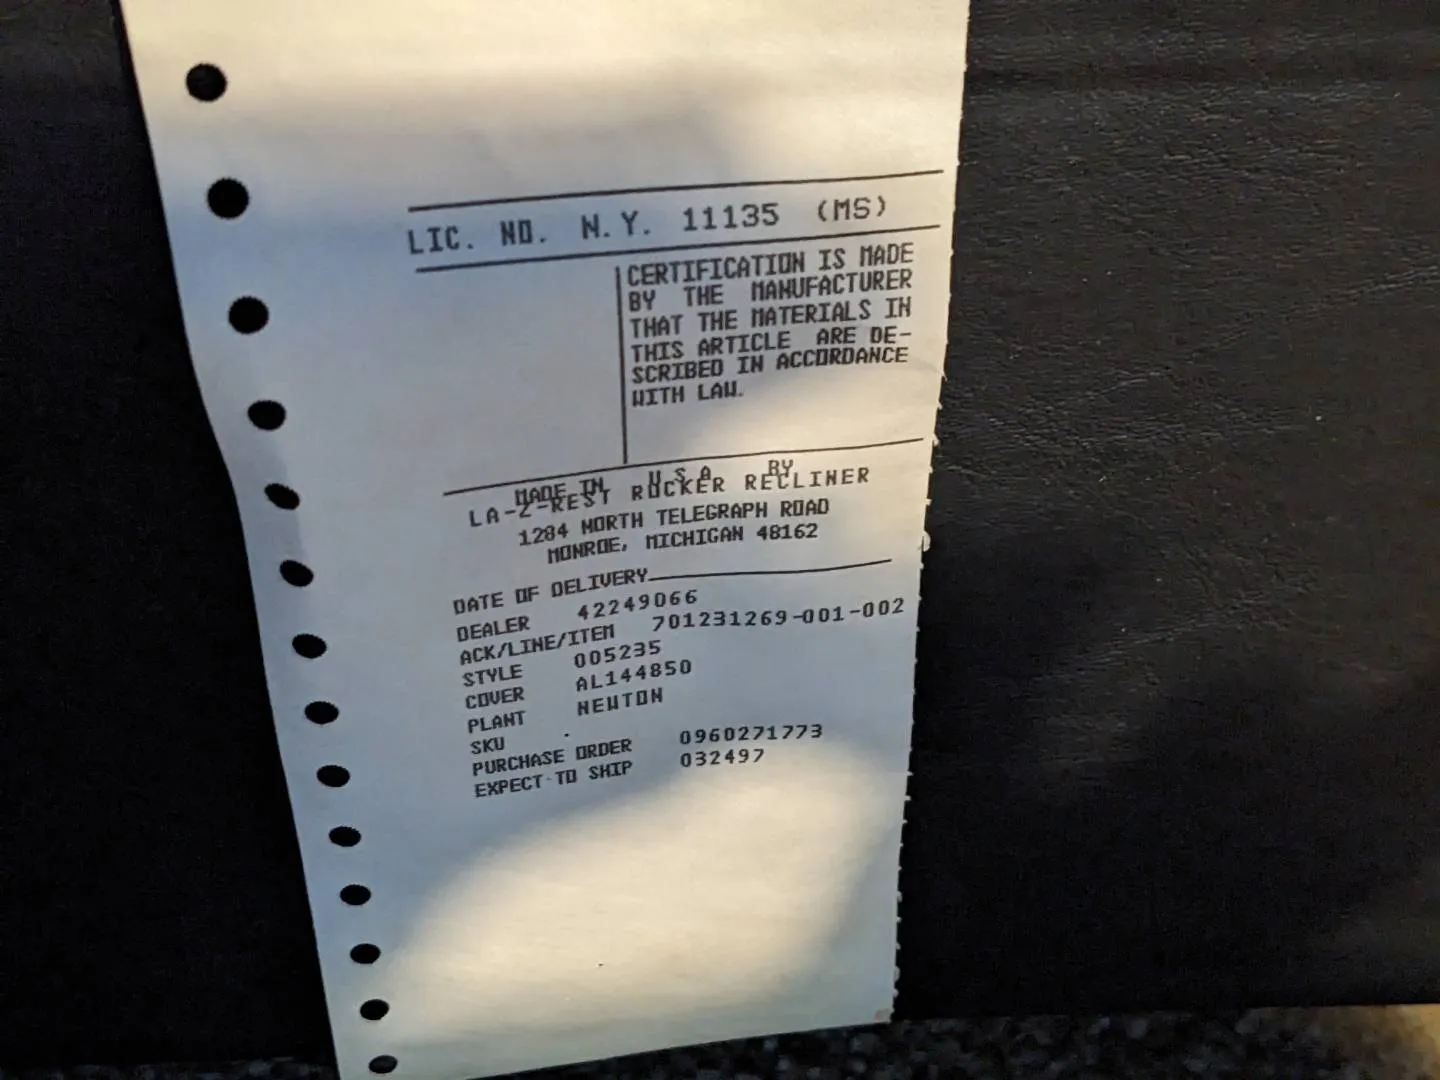 LIC. NO. N.Y. 11135 (MS)
CERTIFICATION IS MADE
BY THE MANUFACTURER
THAT THE MATERIALS IN
THIS ARTICLE ARE DE-
SCRIBED IN ACCORDANCE
WITH LAW.
MADE IN U S A BY
LA-Z-REST ROCKER RECLINER
1284 NORTH TELEGRAPH ROAD
MONROE, MICHIGAN 48162
DATE OF DELIVERY
DEALER 42249066
ACK/LINE/ITEM 701231269-001-002
STYLE 005235
COVER AL144850
PLANT NEWTON
SKU
PURCHASE ORDER 0960271773
EXPECT TO SHIP 032497